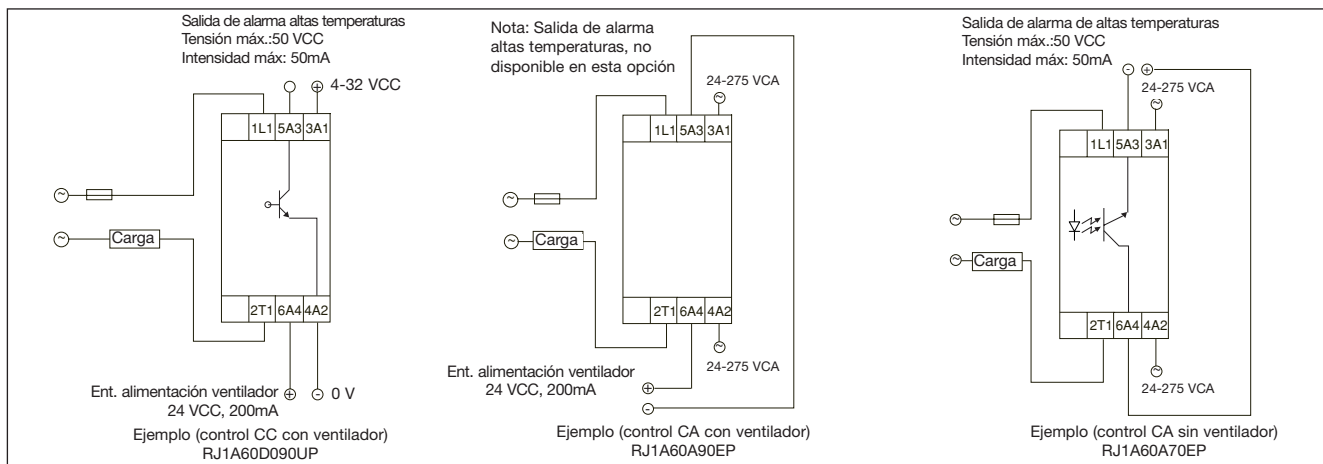 Salida de alarma altas temperaturas
Tensión máx.:50 VCC
Intensidad máx: 50mA
4-32 VCC
1L1 5A3 3A1
Carga
2T1 6A4 4A2
Ent. alimentación ventilador
24 VCC, 200mA
0 V
Ejemplo (control CC con ventilador)
RJ1A60D090UP
Nota: Salida de alarma
altas temperaturas, no
disponible en esta opción
24-275 VCA
1L1 5A3 3A1
Carga
2T1 6A4 4A2
24-275 VCA
Ent. alimentación ventilador
24 VCC, 200mA
Ejemplo (control CA con ventilador)
RJ1A60A90EP
Salida de alarma de altas temperaturas
Tensión máx.:50 VCC
Intensidad máx: 50mA
24-275 VCA
1L1 5A3 3A1
Carga
2T1 6A4 4A2
24-275 VCA
Ejemplo (control CA sin ventilador)
RJ1A60A70EP